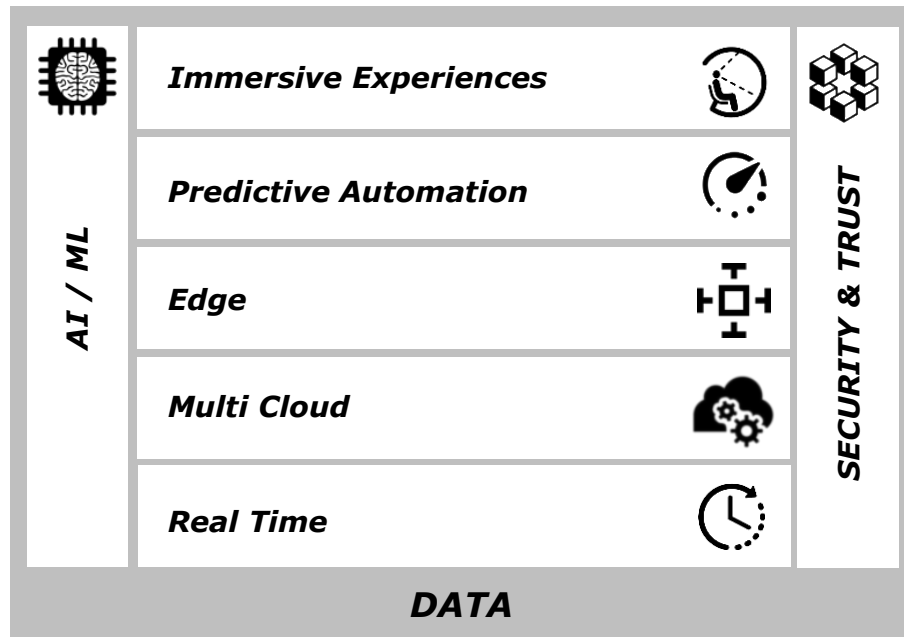 AI / ML
Immersive Experiences
Predictive Automation
Edge
Multi Cloud
Real Time
SECURITY & TRUST
DATA